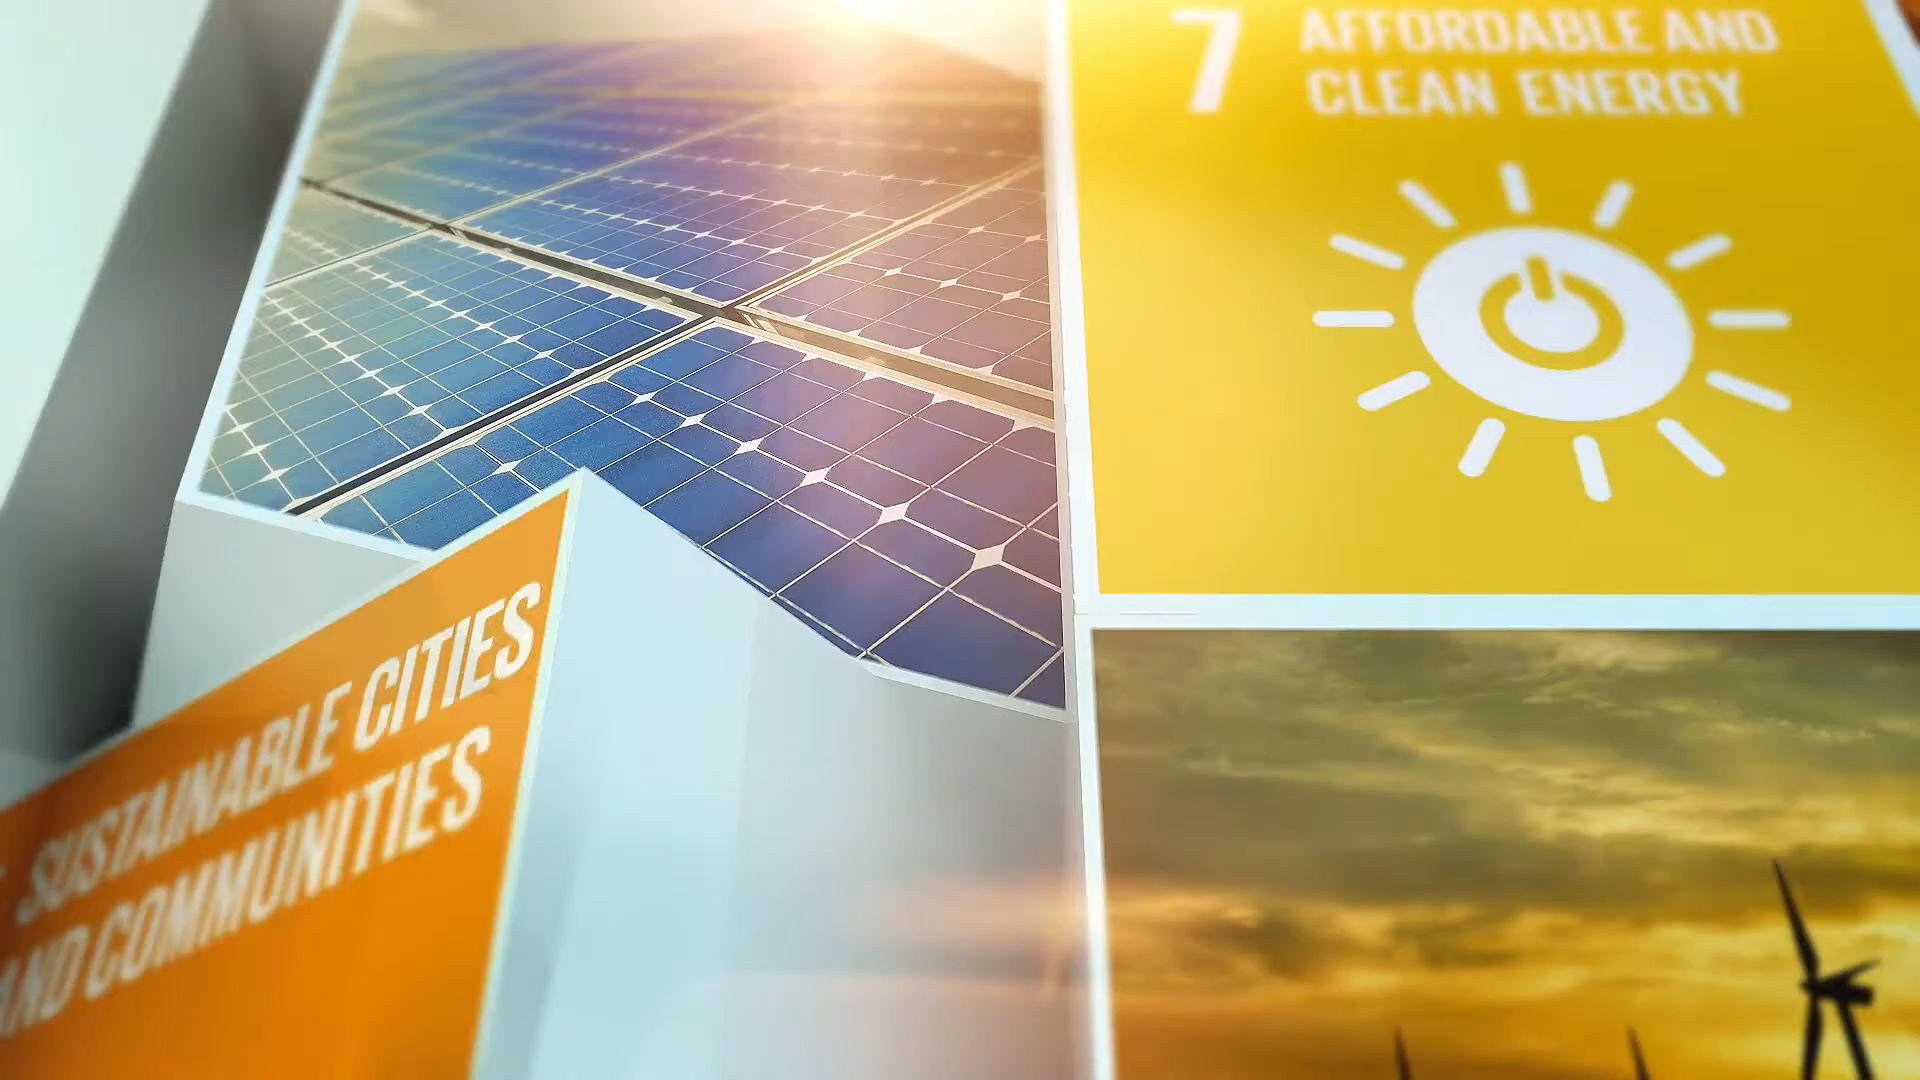 7 AFFORDABLE AND
CLEAN ENERGY
SUSTAINABLE CITIES
AND COMMUNITIES